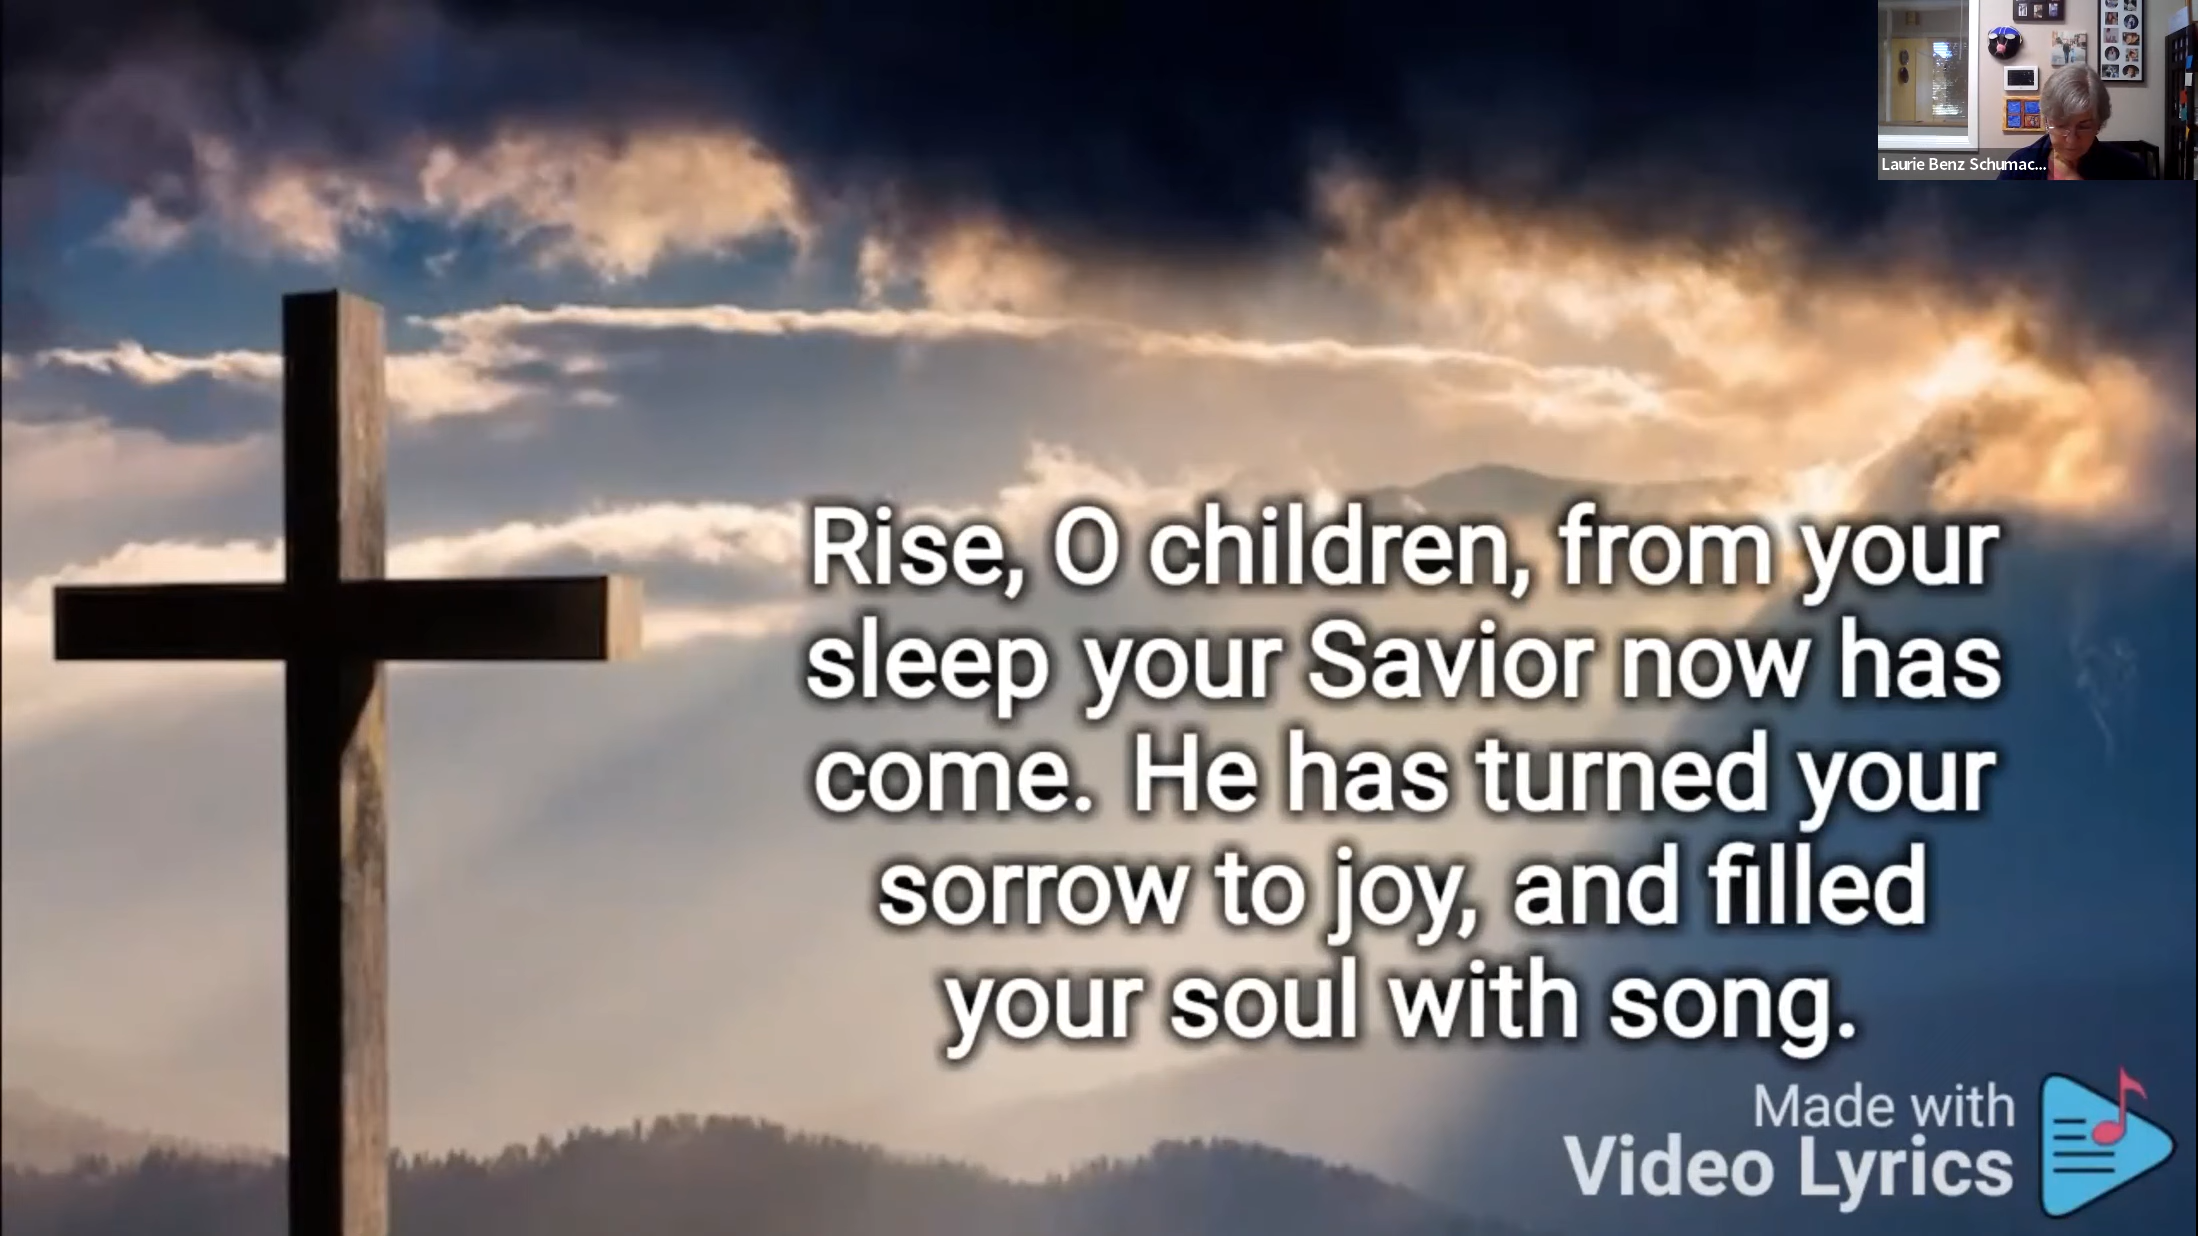 Laurie Benz Schumac...
Rise, O children, from your
sleep your Savior now has
come. He has turned your
sorrow to joy, and filled
your soul with song.
Made with
Video Lyrics